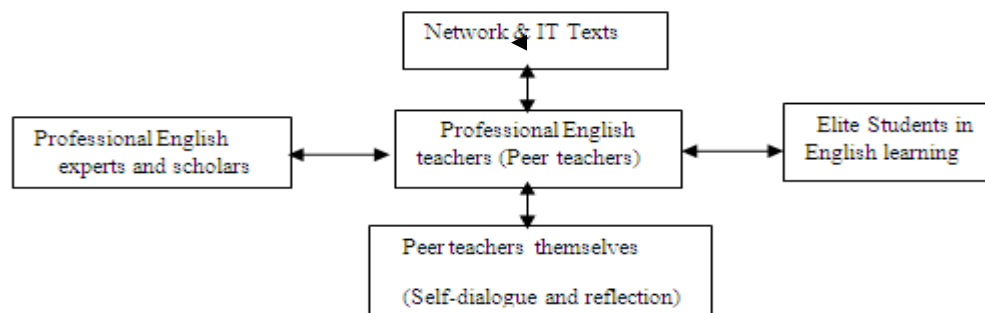 Network & IT Texts
Professional English
experts and scholars
Professional English
teachers (Peer teachers)
Elite Students in
English learning
Peer teachers themselves
(Self-dialogue and reflection)